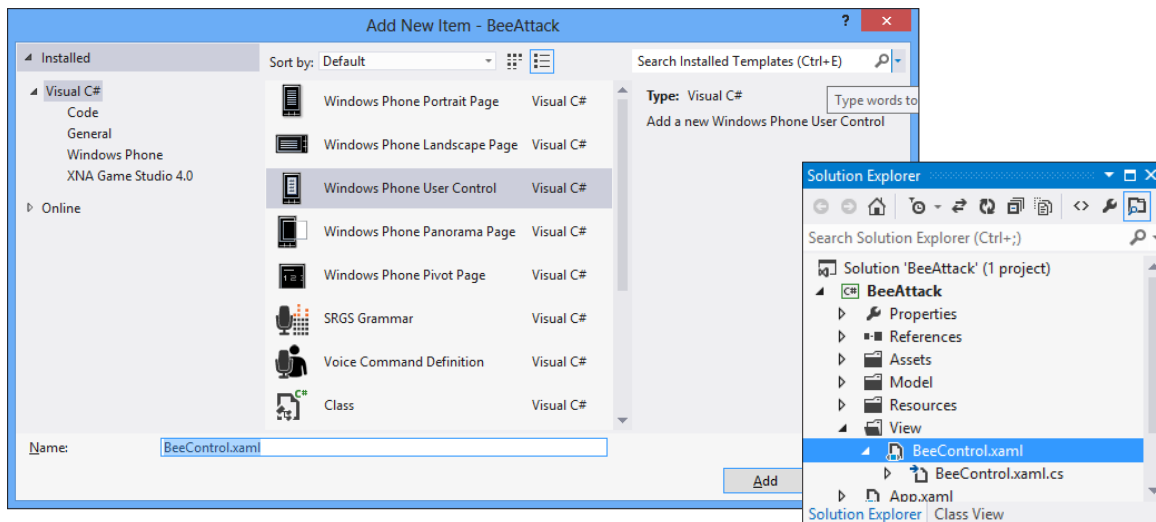 Add New Item - BeeAttack
?
Installed
Sort by: Default
Search Installed Templates (Ctrl+E)
Visual C#
Code
General
Windows Phone
XNA Game Studio 4.0
Online
Windows Phone Portrait Page Visual C#
Windows Phone Landscape Page Visual C#
Windows Phone User Control Visual C#
Windows Phone Panorama Page Visual C#
Windows Phone Pivot Page Visual C#
SRGS Grammar Visual C#
Voice Command Definition Visual C#
Class Visual C#
Type: Visual C#
Type words to
Add a new Windows Phone User Control
Name: BeeControl.xaml
Add
Solution Explorer
Search Solution Explorer (Ctrl+;)
Solution 'BeeAttack' (1 project)
C# BeeAttack
Properties
References
Assets
Model
Resources
View
BeeControl.xaml
BeeControl.xaml.cs
App.xaml
Solution Explorer Class View